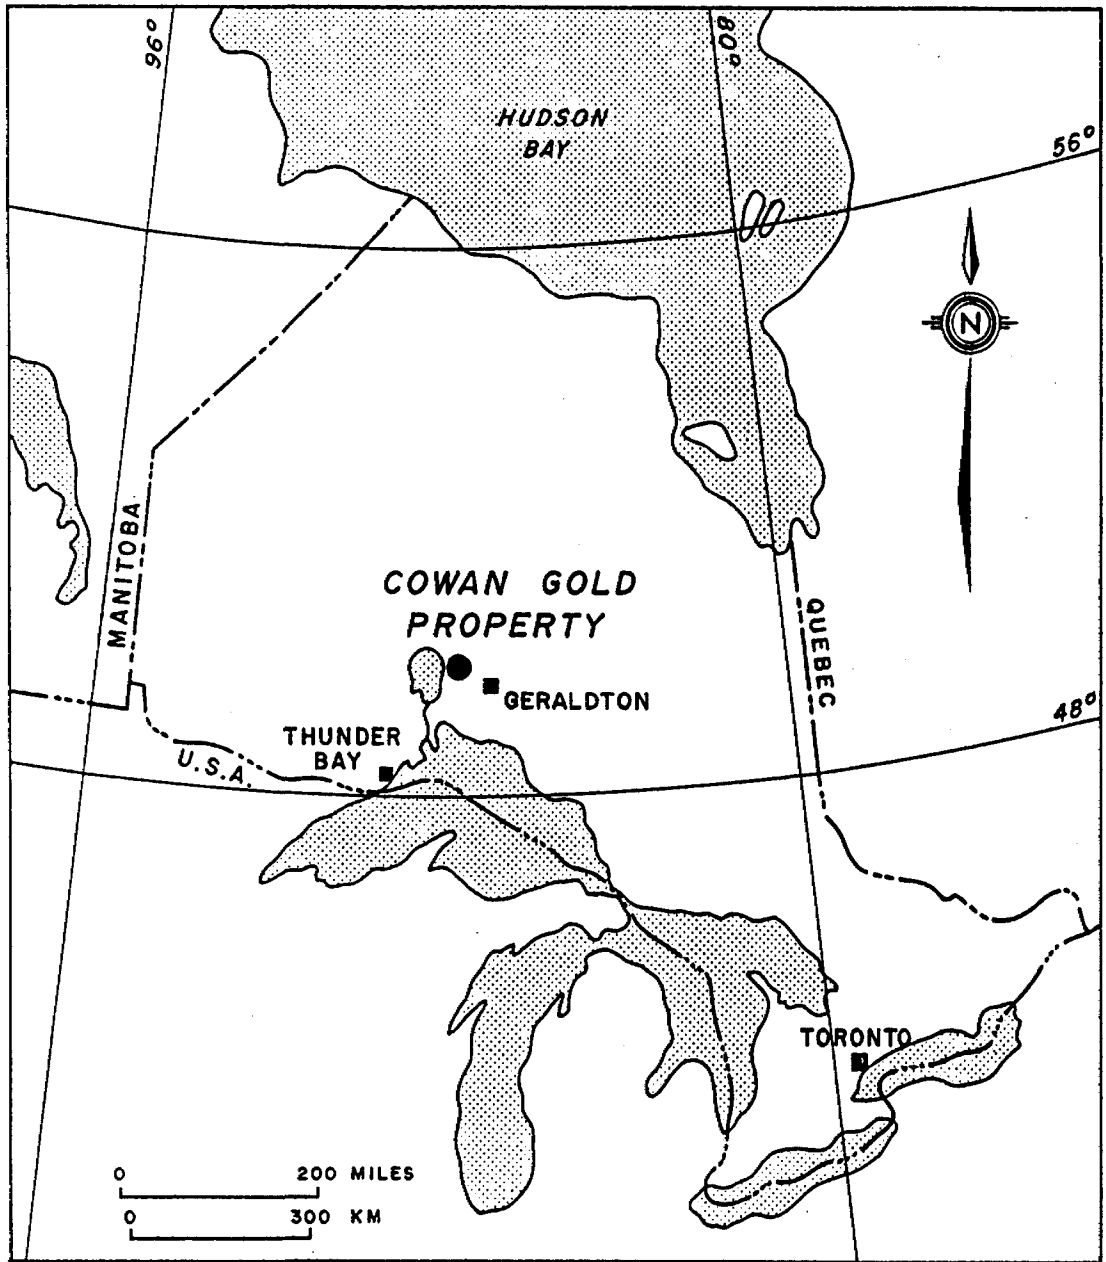 96°
80°
HUDSON
BAY
56°
N
MANITOBA
COWAN GOLD
PROPERTY
QUEBEC
GERALDTON
48°
THUNDER
BAY
U.S.A.
TORONTO
0 200 MILES
0 300 KM